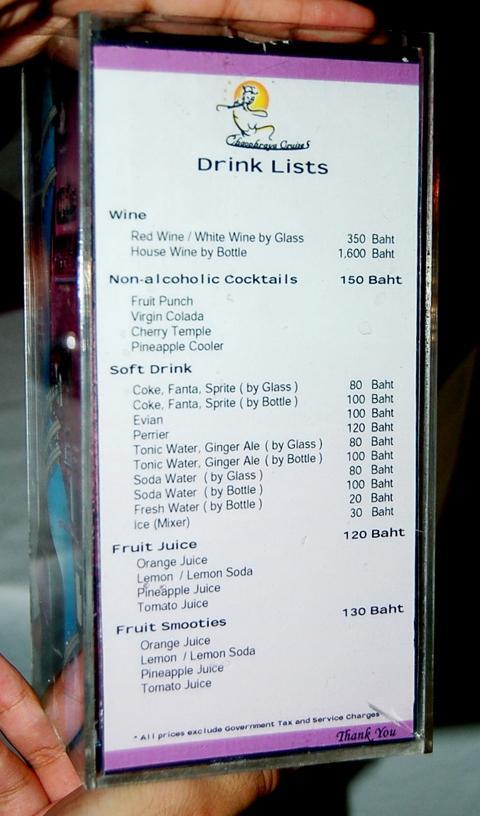 Chaophraya Cruises
Drink Lists
Wine
Red Wine / White Wine by Glass 350 Baht
House Wine by Bottle 1,600 Baht
Non-alcoholic Cocktails 150 Baht
Fruit Punch
Virgin Colada
Cherry Temple
Pineapple Cooler
Soft Drink
Coke, Fanta, Sprite ( by Glass ) 80 Baht
Coke, Fanta, Sprite ( by Bottle ) 100 Baht
Evian 100 Baht
Perrier 120 Baht
Tonic Water, Ginger Ale ( by Glass ) 80 Baht
Tonic Water, Ginger Ale ( by Bottle ) 100 Baht
Soda Water ( by Glass ) 80 Baht
Soda Water ( by Bottle ) 100 Baht
Fresh Water ( by Bottle ) 20 Baht
Ice (Mixer) 30 Baht
Fruit Juice 120 Baht
Orange Juice
Lemon / Lemon Soda
Pineapple Juice
Tomato Juice
Fruit Smooties 130 Baht
Orange Juice
Lemon / Lemon Soda
Pineapple Juice
Tomato Juice
* All prices exclude Government Tax and Service Charges
Thank You